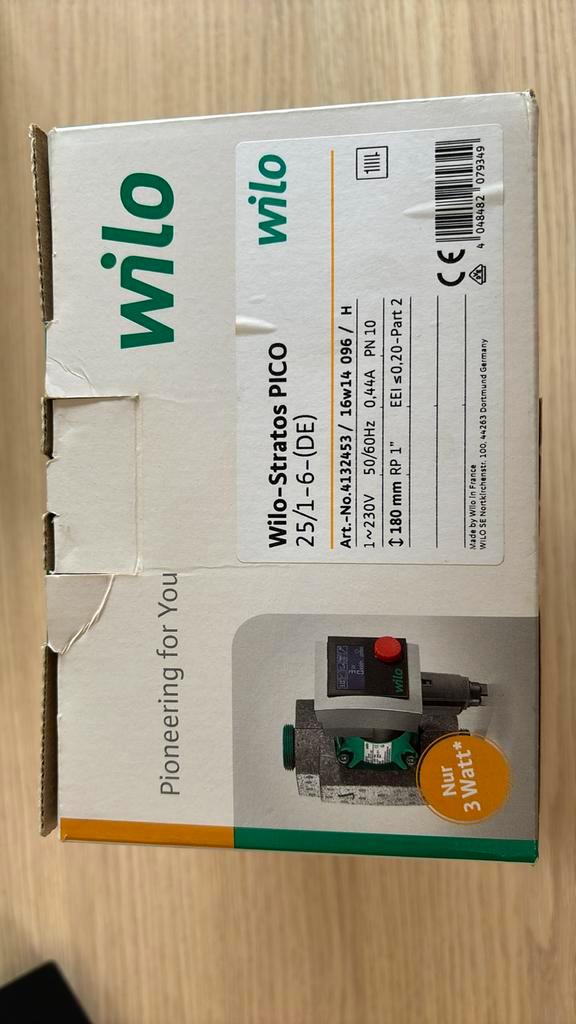 wilo
Pioneering for You
wilo
Wilo-Stratos PICO
25/1-6-(DE)
Art.-No.4132453 / 16w14 096 / H
1~230V 50/60Hz 0,44A PN 10
↕ 180 mm RP 1" EEI ≤0,20-Part 2
CE
Made by Wilo in France
WILO SE Nortkirchenstr. 100, 44263 Dortmund Germany
4 048482 079349
wilo
Nur
3 Watt*